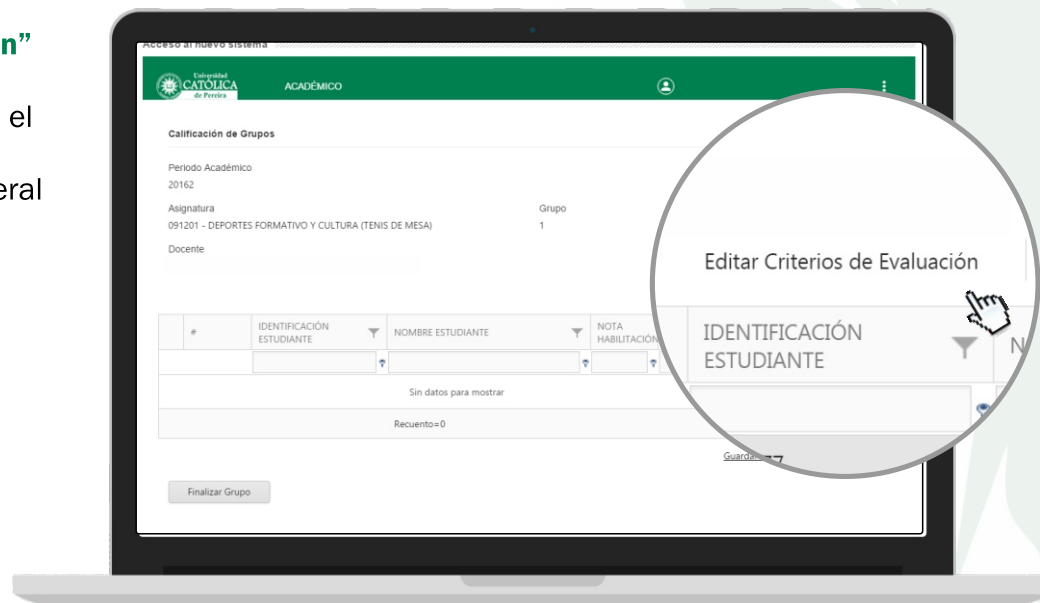 n”
el
eral
Acceso al nuevo sistema
Universidad
CATÓLICA
de Pereira
ACADÉMICO
Calificación de Grupos
Periodo Académico
20162
Asignatura
Grupo
091201 - DEPORTES FORMATIVO Y CULTURA (TENIS DE MESA)
1
Docente
Editar Criterios de Evaluación
# IDENTIFICACIÓN ESTUDIANTE NOMBRE ESTUDIANTE NOTA HABILITACIÓN
IDENTIFICACIÓN
ESTUDIANTE
N
Sin datos para mostrar
Recuento=0
Finalizar Grupo